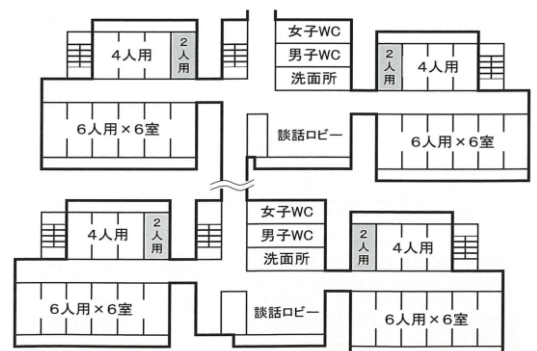 女子WC
男子WC
洗面所
4人用
2人用
2人用
4人用
6人用×6室
談話ロビー
6人用×6室
女子WC
男子WC
洗面所
4人用
2人用
2人用
4人用
6人用×6室
談話ロビー
6人用×6室